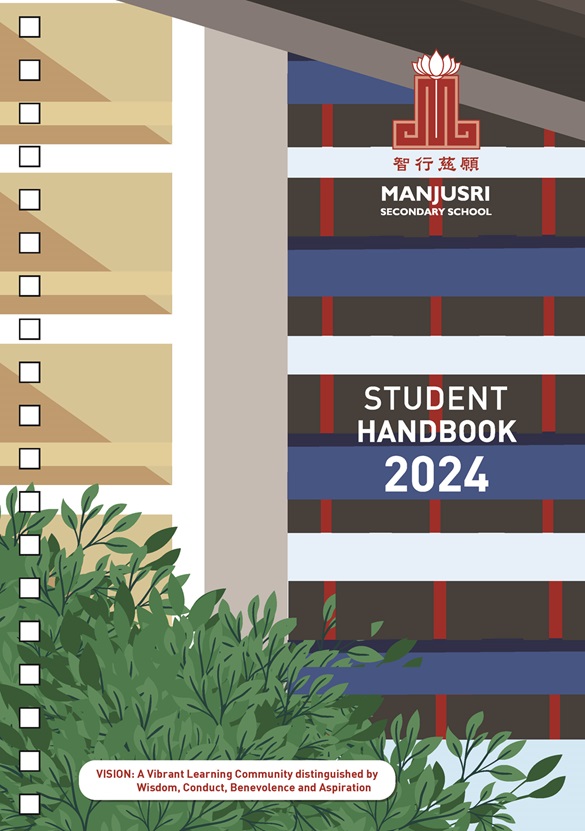 智行慈願
MANJUSRI
SECONDARY SCHOOL
STUDENT
HANDBOOK
2024
VISION: A Vibrant Learning Community distinguished by
Wisdom, Conduct, Benevolence and Aspiration